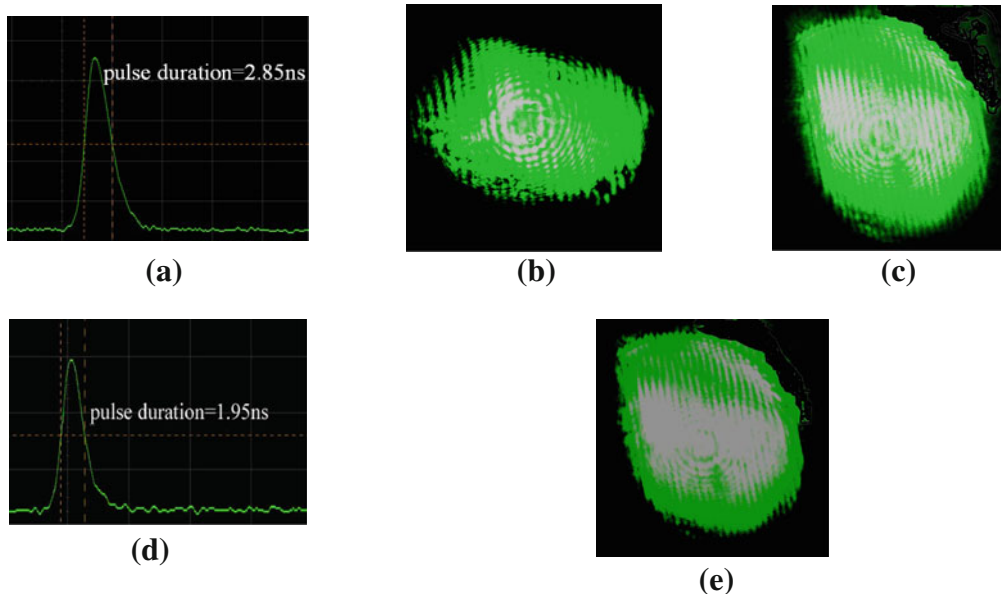 pulse duration=2.85ns
(a)
(b)
(c)
pulse duration=1.95ns
(d)
(e)